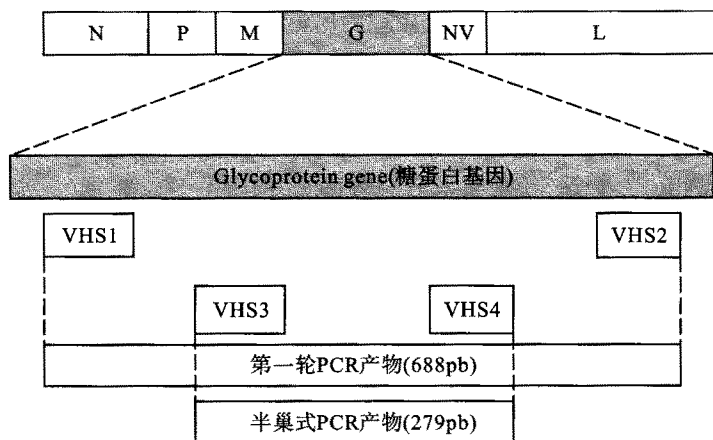 N P M G NV L
Glycoprotein gene(糖蛋白基因)
VHS1 VHS2
VHS3 VHS4
第一轮PCR产物(688pb)
半巢式PCR产物(279pb)